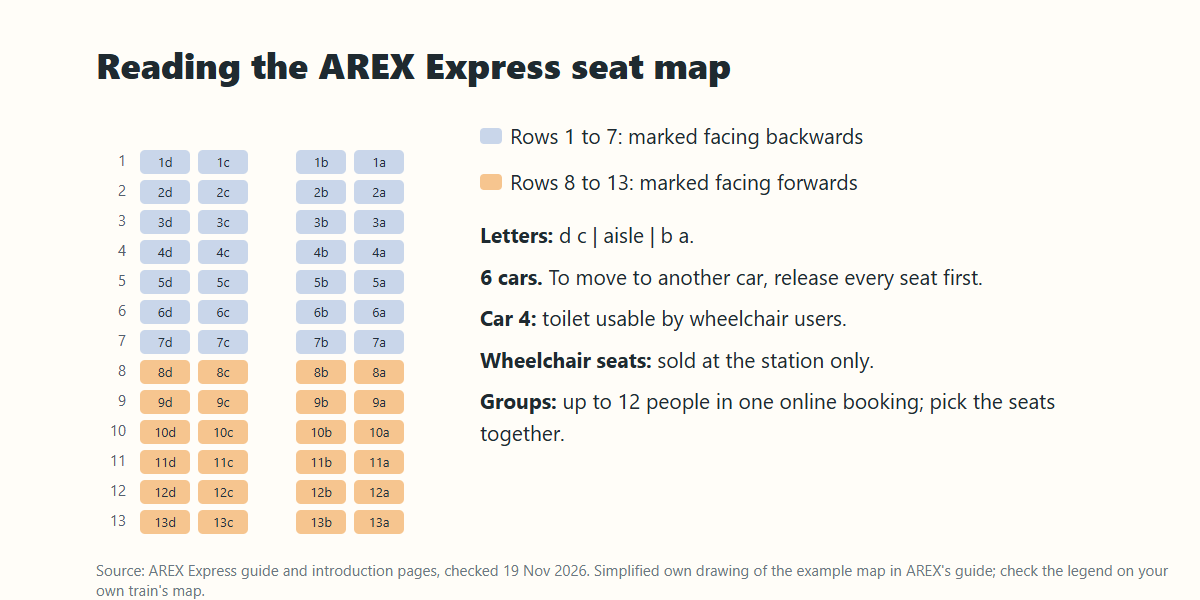 Reading the AREX Express seat map
Rows 1 to 7: marked facing backwards
Rows 8 to 13: marked facing forwards
Letters: d c | aisle | b a.
6 cars. To move to another car, release every seat first.
Car 4: toilet usable by wheelchair users.
Wheelchair seats: sold at the station only.
Groups: up to 12 people in one online booking; pick the seats
together.
1 1d 1c 1b 1a
2 2d 2c 2b 2a
3 3d 3c 3b 3a
4 4d 4c 4b 4a
5 5d 5c 5b 5a
6 6d 6c 6b 6a
7 7d 7c 7b 7a
8 8d 8c 8b 8a
9 9d 9c 9b 9a
10 10d 10c 10b 10a
11 11d 11c 11b 11a
12 12d 12c 12b 12a
13 13d 13c 13b 13a
Source: AREX Express guide and introduction pages, checked 19 Nov 2026. Simplified own drawing of the example map in AREX's guide; check the legend on your
own train's map.